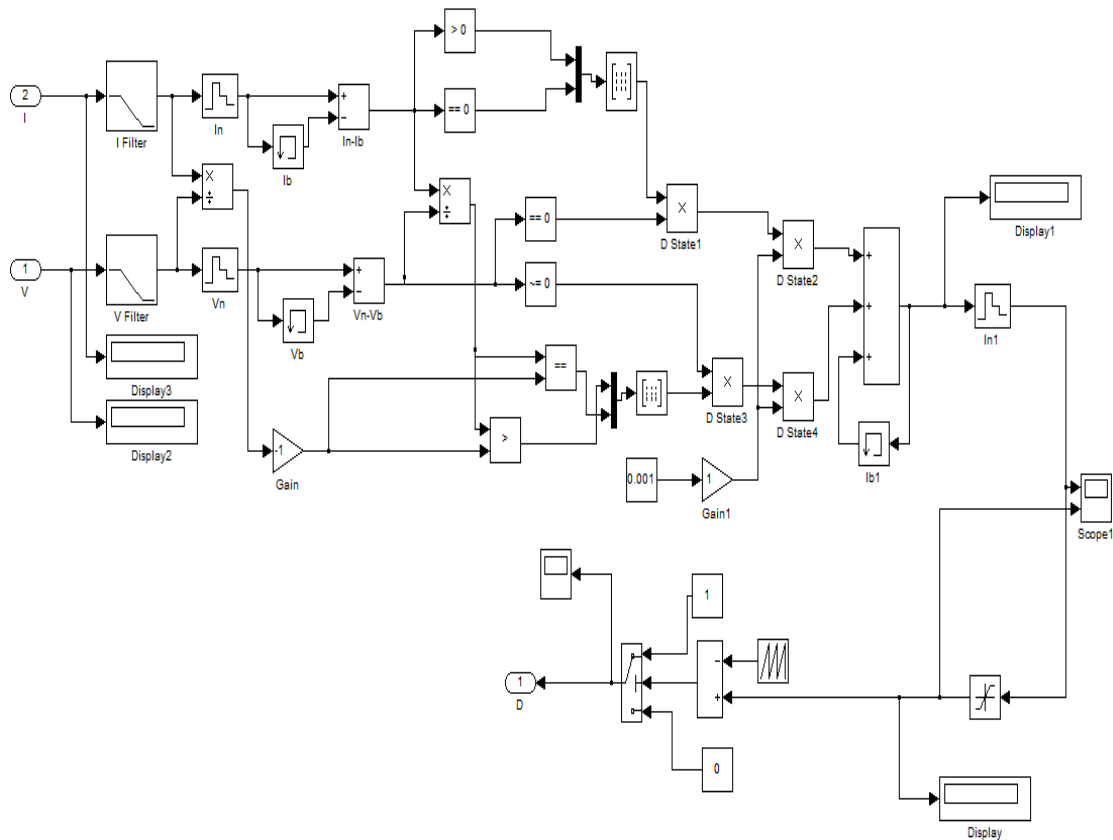 > 0
2
I
I Filter
In
Ib
In-Ib
== 0
×
÷
×
÷
== 0
×
D State1
×
D State2
Display1
1
V
V Filter
Vn
Vb
Vn-Vb
~= 0
+
-
+
-
+
+
+
In1
Display3
Display2
==
>
×
D State3
×
D State4
-1
Gain
0.001
1
Gain1
Ib1
Scope1
1
1
D
-
+
0
Display